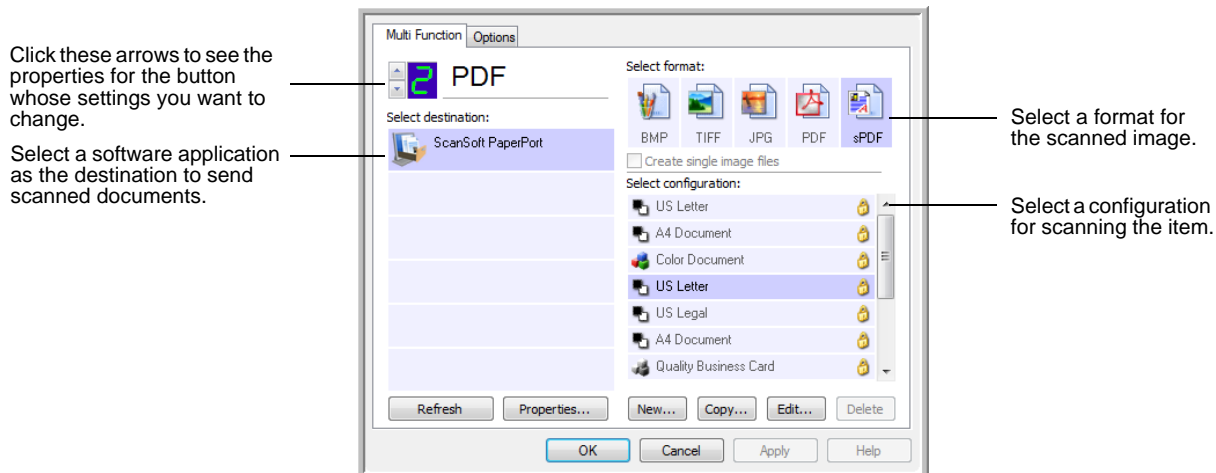 Click these arrows to see the
properties for the button
whose settings you want to
change.
Select a software application
as the destination to send
scanned documents.
Multi Function
Options
2
PDF
Select destination:
ScanSoft PaperPort
Refresh
Properties...
Select format:
BMP
TIFF
JPG
PDF
sPDF
Create single image files
Select configuration:
US Letter
A4 Document
Color Document
US Letter
US Legal
A4 Document
Quality Business Card
New...
Copy...
Edit...
Delete
OK
Cancel
Apply
Help
Select a format for
the scanned image.
Select a configuration
for scanning the item.